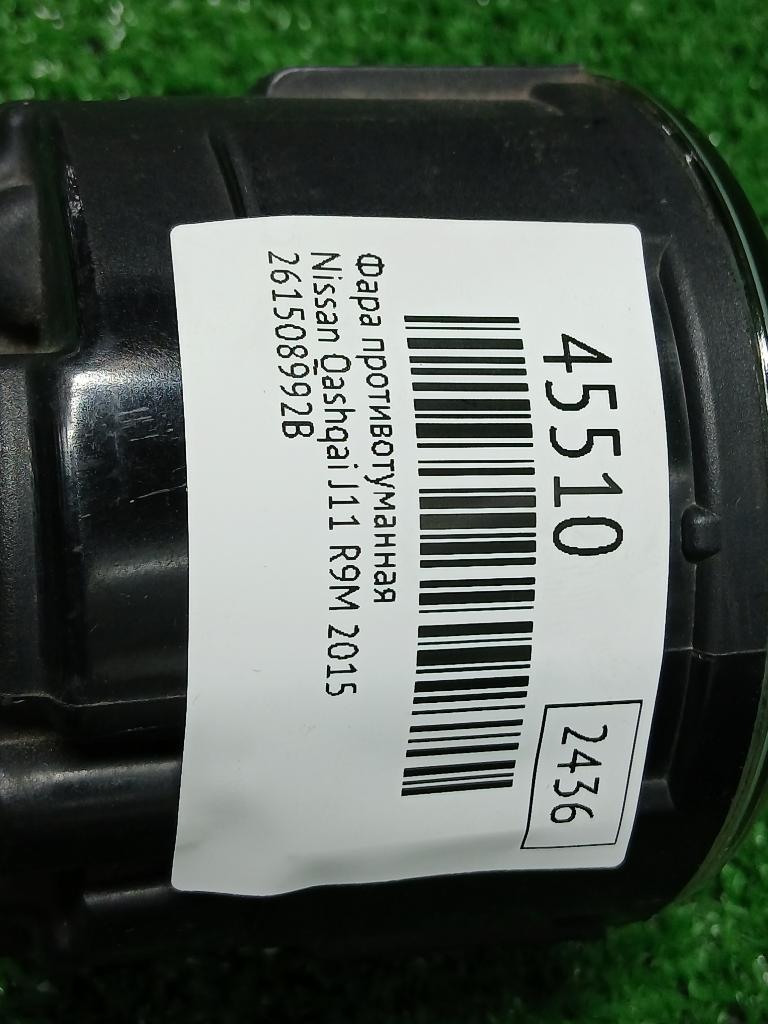 45510
2436
Фара противотуманная
Nissan Qashqai J11 R9M 2015
261508992B